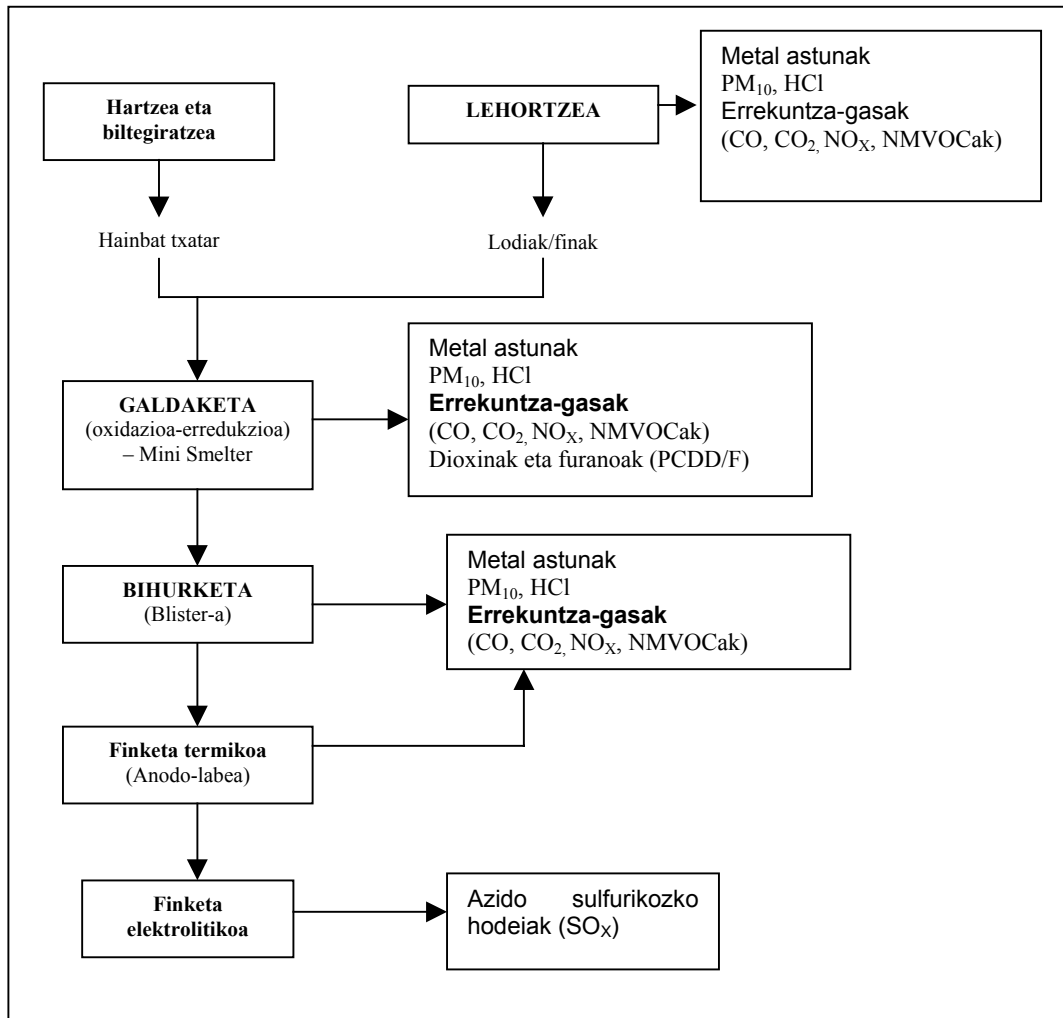 Hartzea eta
biltegiratzea
LEHORTZEA
Metal astunak
PM10, HCl
Errekuntza-gasak
(CO, CO2, NOX, NMVOCak)
Hainbat txatar
Lodiak/finak
GALDAKETA
(oxidazioa-erredukzioa)
– Mini Smelter
Metal astunak
PM10, HCl
Errekuntza-gasak
(CO, CO2, NOX, NMVOCak)
Dioxinak eta furanoak (PCDD/F)
BIHURKETA
(Blister-a)
Metal astunak
PM10, HCl
Errekuntza-gasak
(CO, CO2, NOX, NMVOCak)
Finketa termikoa
(Anodo-labea)
Finketa
elektrolitikoa
Azido sulfurikozko
hodeiak (SOX)